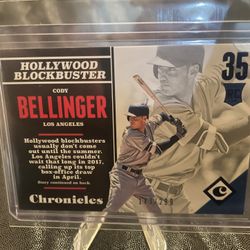 HOLLYWOOD
BLOCKBUSTER
CODY
BELLINGER
LOS ANGELES
Hollywood blockbusters
usually don't come
out until the summer.
Los Angeles couldn't
wait that long in 2017,
calling up its top
box-office draw
in April.
Story continued on back.
Chronicles
35
C